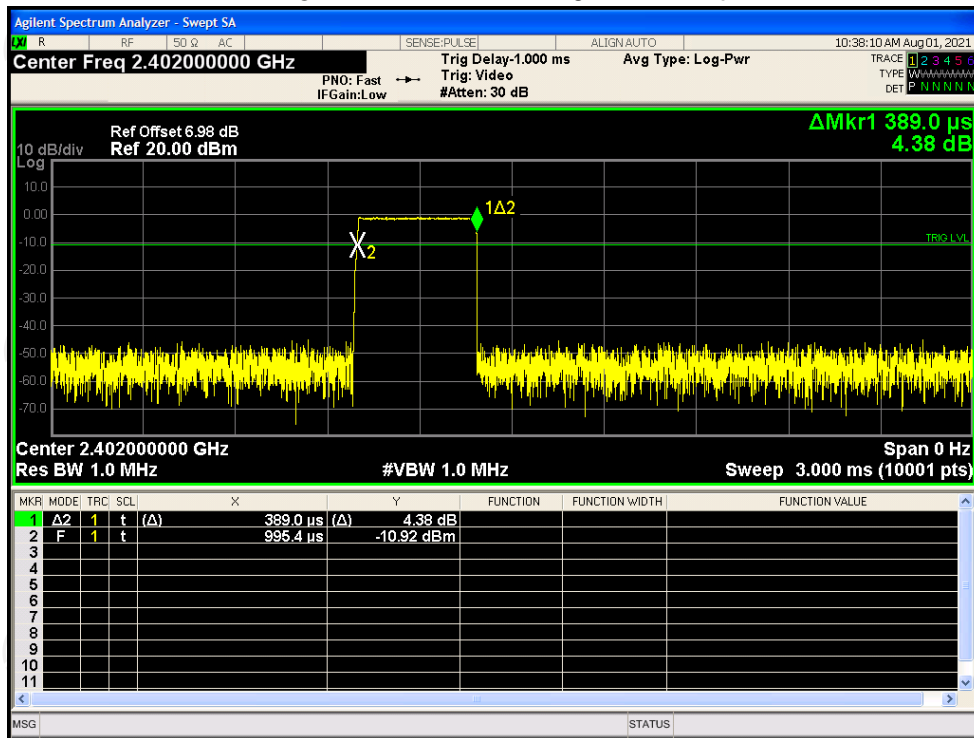 Agilent Spectrum Analyzer - Swept SA
LXI R RF 50 Ω AC SENSE:PULSE ALIGNAUTO 10:38:10 AM Aug 01, 2021
Center Freq 2.402000000 GHz
PNO: Fast
IFGain:Low
Trig Delay-1.000 ms
Trig: Video
#Atten: 30 dB
Avg Type: Log-Pwr
TRACE 1 2 3 4 5 6
TYPE WWWWWW
DET P N N N N N
ΔMkr1 389.0 µs
4.38 dB
Ref Offset 6.98 dB
10 dB/div Ref 20.00 dBm
Log
10.0
0.00
-10.0
-20.0
-30.0
-40.0
-50.0
-60.0
-70.0
1Δ2
X2
TRIG LVL
Center 2.402000000 GHz Span 0 Hz
Res BW 1.0 MHz #VBW 1.0 MHz Sweep 3.000 ms (10001 pts)
MKR MODE TRC SCL X Y FUNCTION FUNCTION WIDTH FUNCTION VALUE
1 Δ2 1 t (Δ) 389.0 µs (Δ) 4.38 dB
2 F 1 t 995.4 µs -10.92 dBm
3
4
5
6
7
8
9
10
11
MSG STATUS